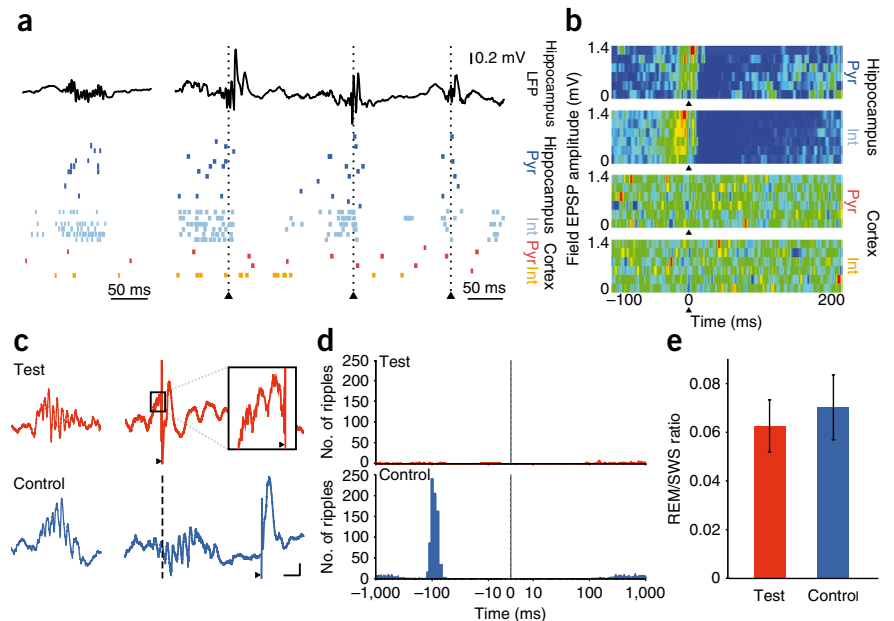 a
0.2 mV
Hippocampus
LFP
Hippocampus
Pyr
Int
Cortex
Pyr
Int
50 ms
50 ms
b
Field EPSP amplitude (mV)
1.4
0
1.4
0
1.4
0
1.4
0
Hippocampus
Pyr
Int
Cortex
Pyr
Int
–100
0
200
Time (ms)
c
Test
Control
d
No. of ripples
250
200
150
100
50
0
Test
No. of ripples
250
200
150
100
50
0
Control
–1,000
–100
–10
0
10
100
1,000
Time (ms)
e
REM/SWS ratio
0.08
0.06
0.04
0.02
0
Test
Control